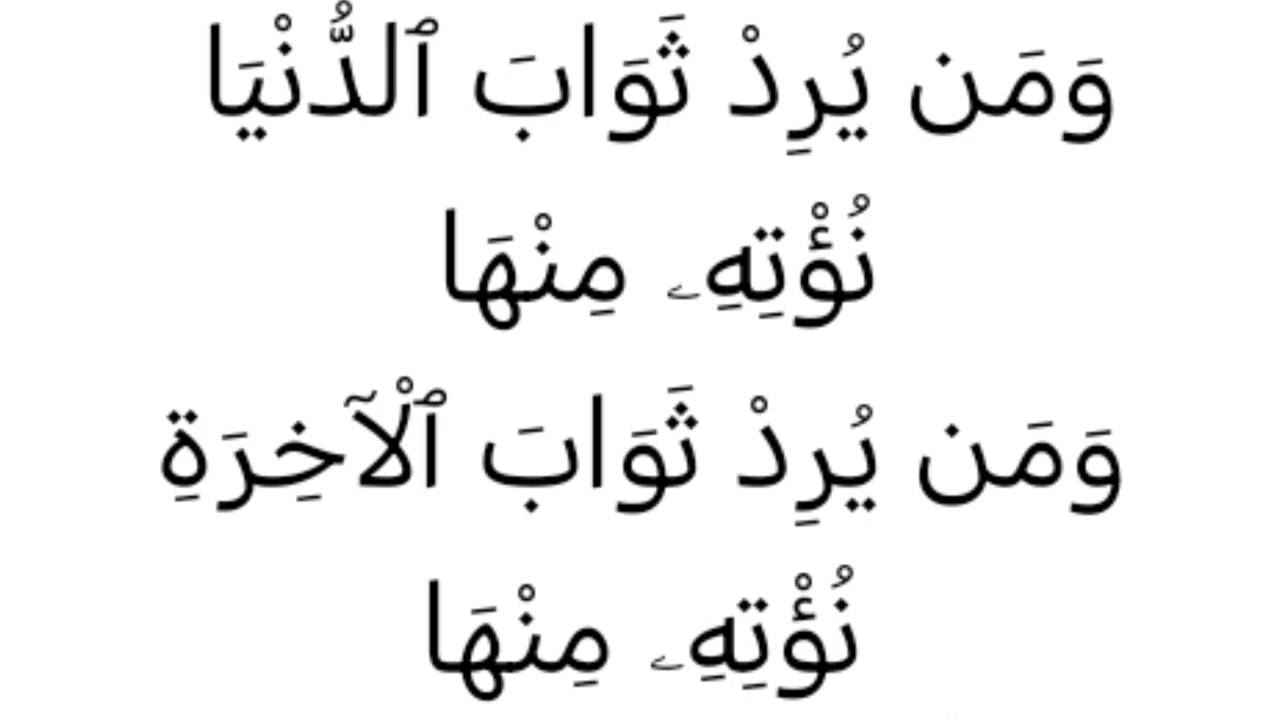 وَمَن يُرِدْ ثَوَابَ ٱلدُّنْيَا
نُؤْتِهِۦ مِنْهَا
وَمَن يُرِدْ ثَوَابَ ٱلْآخِرَةِ
نُؤْتِهِۦ مِنْهَا